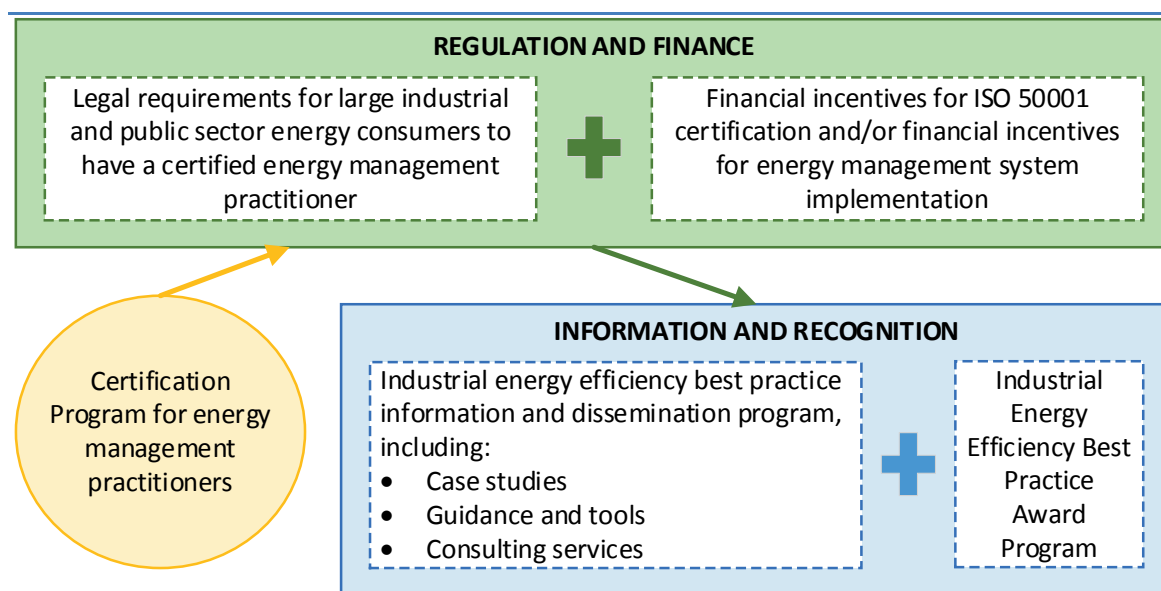 REGULATION AND FINANCE
Legal requirements for large industrial
and public sector energy consumers to
have a certified energy management
practitioner
Financial incentives for ISO 50001
certification and/or financial incentives
for energy management system
implementation
Certification
Program for energy
management
practitioners
INFORMATION AND RECOGNITION
Industrial energy efficiency best practice
information and dissemination program,
including:
• Case studies
• Guidance and tools
• Consulting services
Industrial
Energy
Efficiency Best
Practice
Award
Program